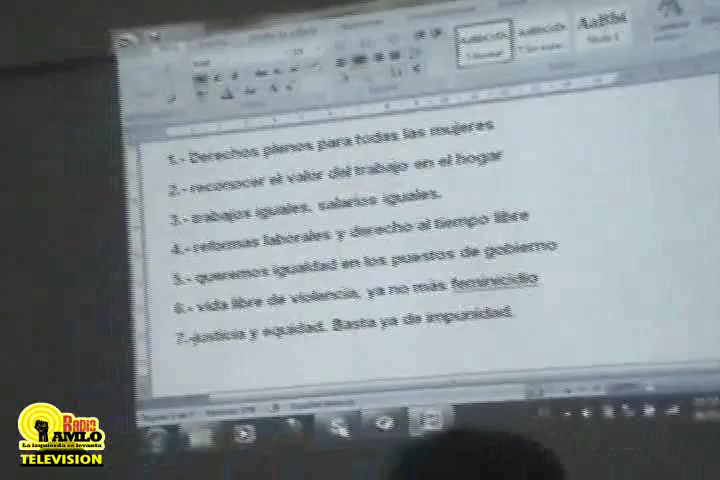 1.- Derechos plenos para todas las mujeres
2.- reconocer el valor del trabajo en el hogar
3.- trabajos iguales, salarios iguales.
4.- reformas laborales y derecho al tiempo libre
5.- queremos igualdad en los puestos de gobierno
6.- vida libre de violencia, ya no más feminicidio
7.-justicia y equidad. Basta ya de impunidad.
RADIO
AMLO
La izquierda se levanta
TELEVISION